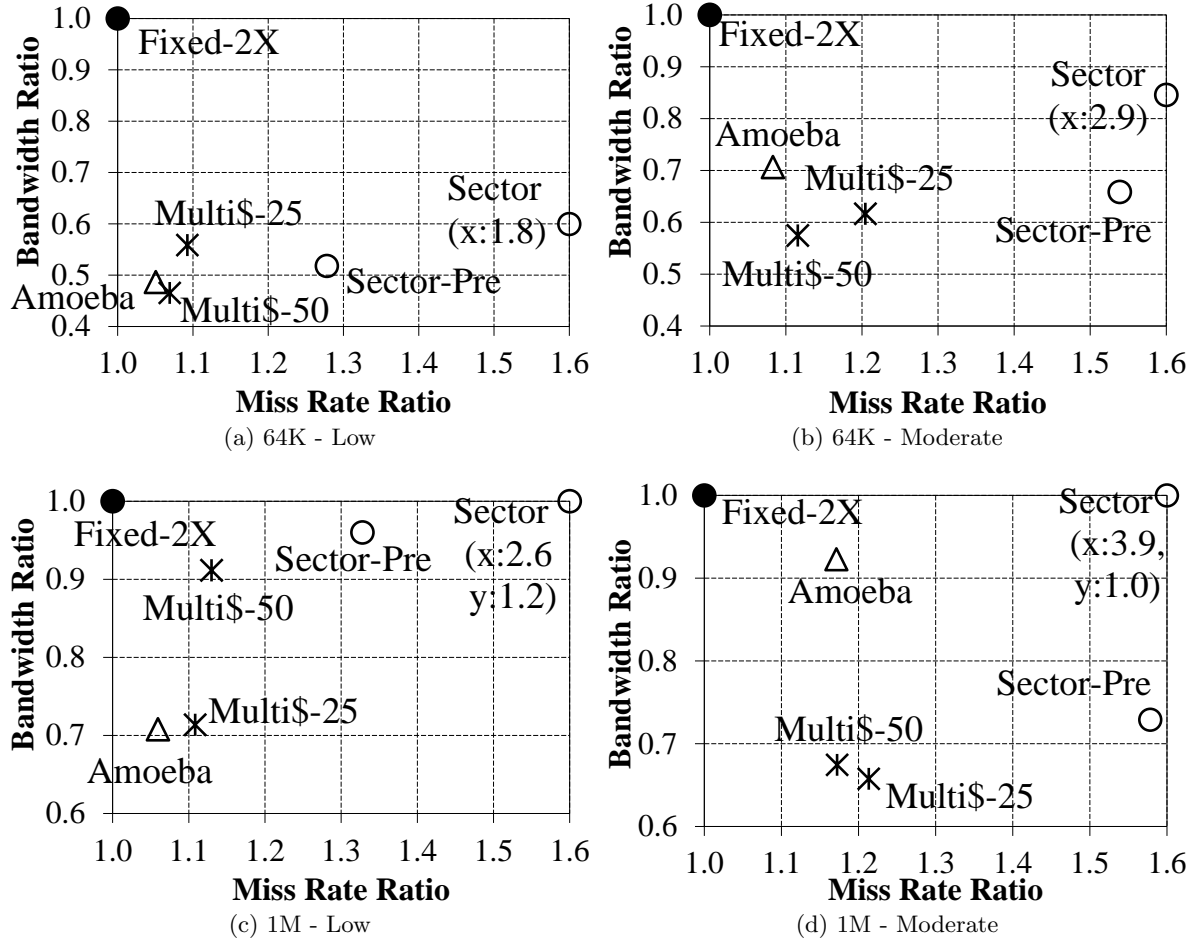 1.0
Fixed-2X
0.9
0.8
0.7
Sector
0.6
Multi$-25
(x:1.8)
0.5
Sector-Pre
Amoeba
Multi$-50
0.4
1.0 1.1 1.2 1.3 1.4 1.5 1.6
Bandwidth Ratio
Miss Rate Ratio
(a) 64K - Low
1.0
Fixed-2X
0.9
Sector
(x:2.9)
0.8
Amoeba
0.7
Multi$-25
0.6
Sector-Pre
Multi$-50
0.5
0.4
1.0 1.1 1.2 1.3 1.4 1.5 1.6
Bandwidth Ratio
Miss Rate Ratio
(b) 64K - Moderate
1.0
Sector
Fixed-2X
Sector-Pre
(x:2.6
y:1.2)
0.9
Multi$-50
0.8
0.7
Multi$-25
Amoeba
0.6
1.0 1.1 1.2 1.3 1.4 1.5 1.6
Bandwidth Ratio
Miss Rate Ratio
(c) 1M - Low
1.0
Fixed-2X
Sector
(x:3.9,
y:1.0)
0.9
Amoeba
0.8
Sector-Pre
0.7
Multi$-50
Multi$-25
0.6
1.0 1.1 1.2 1.3 1.4 1.5 1.6
Bandwidth Ratio
Miss Rate Ratio
(d) 1M - Moderate